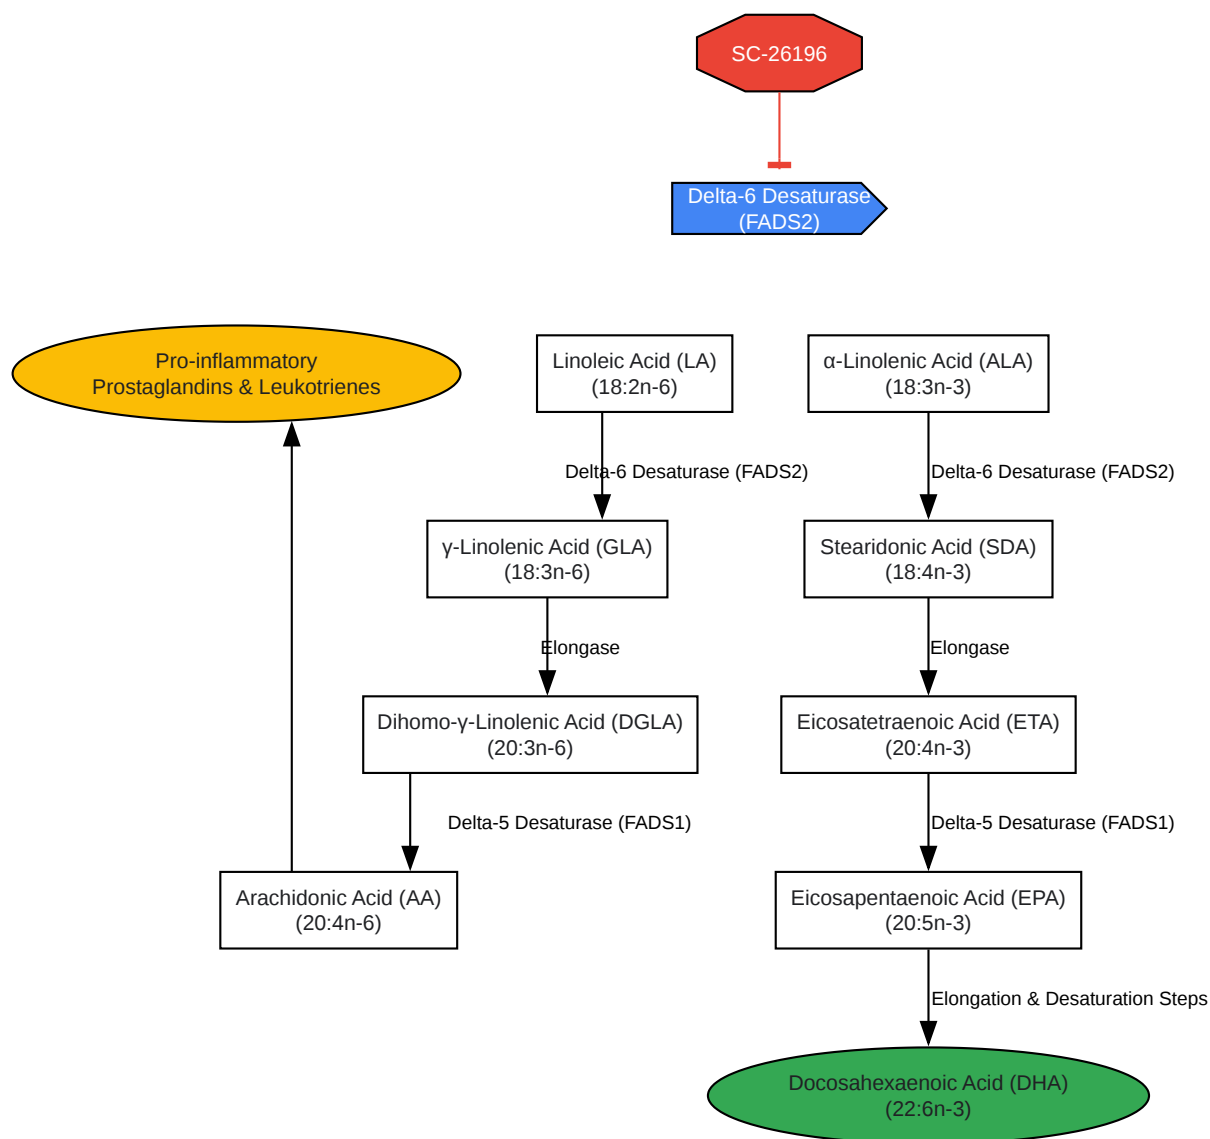 SC-26196
Delta-6 Desaturase
(FADS2)
Pro-inflammatory
Prostaglandins & Leukotrienes
Linoleic Acid (LA)
(18:2n-6)
α-Linolenic Acid (ALA)
(18:3n-3)
Delta-6 Desaturase (FADS2)
Delta-6 Desaturase (FADS2)
γ-Linolenic Acid (GLA)
(18:3n-6)
Stearidonic Acid (SDA)
(18:4n-3)
Elongase
Elongase
Dihomo-γ-Linolenic Acid (DGLA)
(20:3n-6)
Eicosatetraenoic Acid (ETA)
(20:4n-3)
Delta-5 Desaturase (FADS1)
Delta-5 Desaturase (FADS1)
Arachidonic Acid (AA)
(20:4n-6)
Eicosapentaenoic Acid (EPA)
(20:5n-3)
Elongation & Desaturation Steps
Docosahexaenoic Acid (DHA)
(22:6n-3)